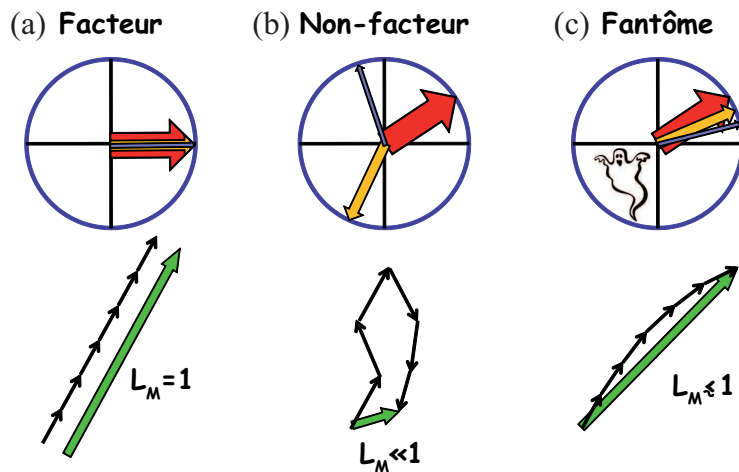 (a) Facteur
(b) Non-facteur
(c) Fantôme
L_M=1
L_M≪1
L_M≲1